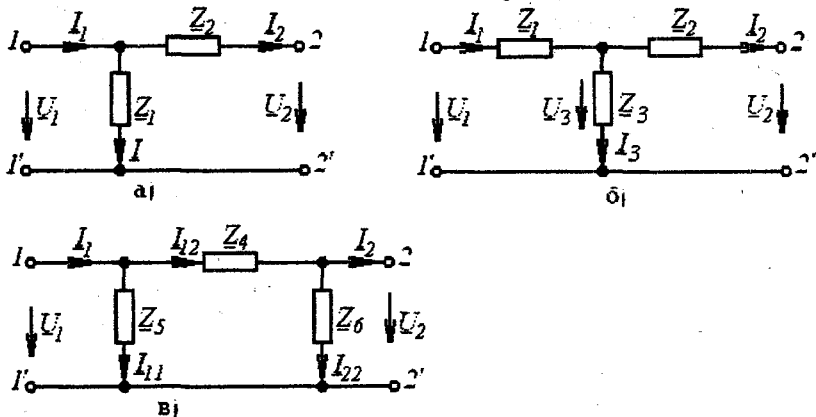 1 I1 Z2 I2 2
U1 Z1 U2
1' I 2'
а)
1 I1 Z1 Z2 I2 2
U1 U3 Z3 U2
1' I3 2'
б)
1 I1 I12 Z4 I2 2
U1 Z5 Z6 U2
1' I11 I22 2'
в)